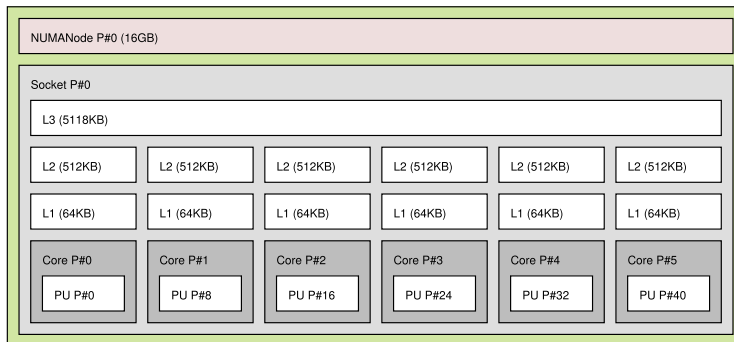 NUMANode P#0 (16GB)
Socket P#0
L3 (5118KB)
L2 (512KB) L2 (512KB) L2 (512KB) L2 (512KB) L2 (512KB) L2 (512KB)
L1 (64KB) L1 (64KB) L1 (64KB) L1 (64KB) L1 (64KB) L1 (64KB)
Core P#0 Core P#1 Core P#2 Core P#3 Core P#4 Core P#5
PU P#0 PU P#8 PU P#16 PU P#24 PU P#32 PU P#40